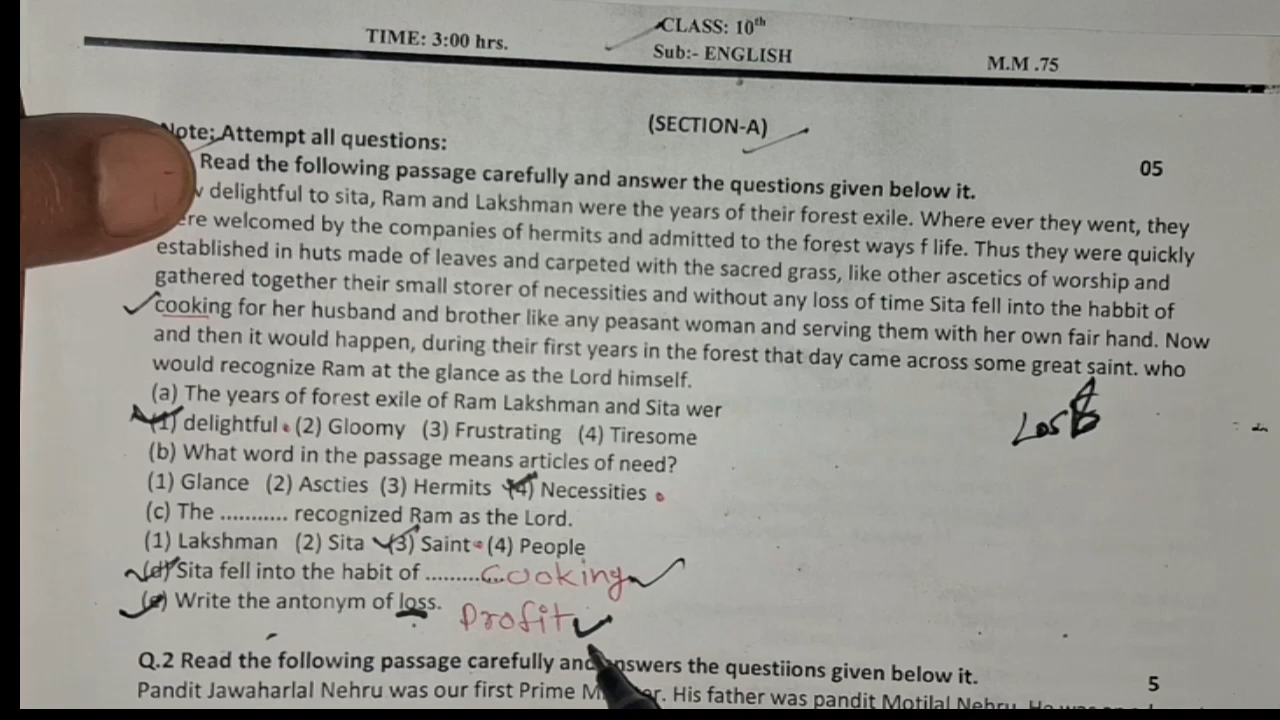 CLASS: 10th
TIME: 3:00 hrs.
Sub:- ENGLISH
M.M .75
(SECTION-A)
Note; Attempt all questions:
Read the following passage carefully and answer the questions given below it.
05
delightful to sita, Ram and Lakshman were the years of their forest exile. Where ever they went, they
ere welcomed by the companies of hermits and admitted to the forest ways f life. Thus they were quickly
established in huts made of leaves and carpeted with the sacred grass, like other ascetics of worship and
gathered together their small storer of necessities and without any loss of time Sita fell into the habbit of
cooking for her husband and brother like any peasant woman and serving them with her own fair hand. Now
and then it would happen, during their first years in the forest that day came across some great saint. who
would recognize Ram at the glance as the Lord himself.
(a) The years of forest exile of Ram Lakshman and Sita wer
(1) delightful (2) Gloomy (3) Frustrating (4) Tiresome
(b) What word in the passage means articles of need?
(1) Glance (2) Ascties (3) Hermits (4) Necessities
(c) The ........... recognized Ram as the Lord.
(1) Lakshman (2) Sita (3) Saint (4) People
(d) Sita fell into the habit of ......... Cooking
(e) Write the antonym of loss. Profit
Q.2 Read the following passage carefully and answers the questiions given below it.
5
Pandit Jawaharlal Nehru was our first Prime M er. His father was pandit Motilal Nehru. He was